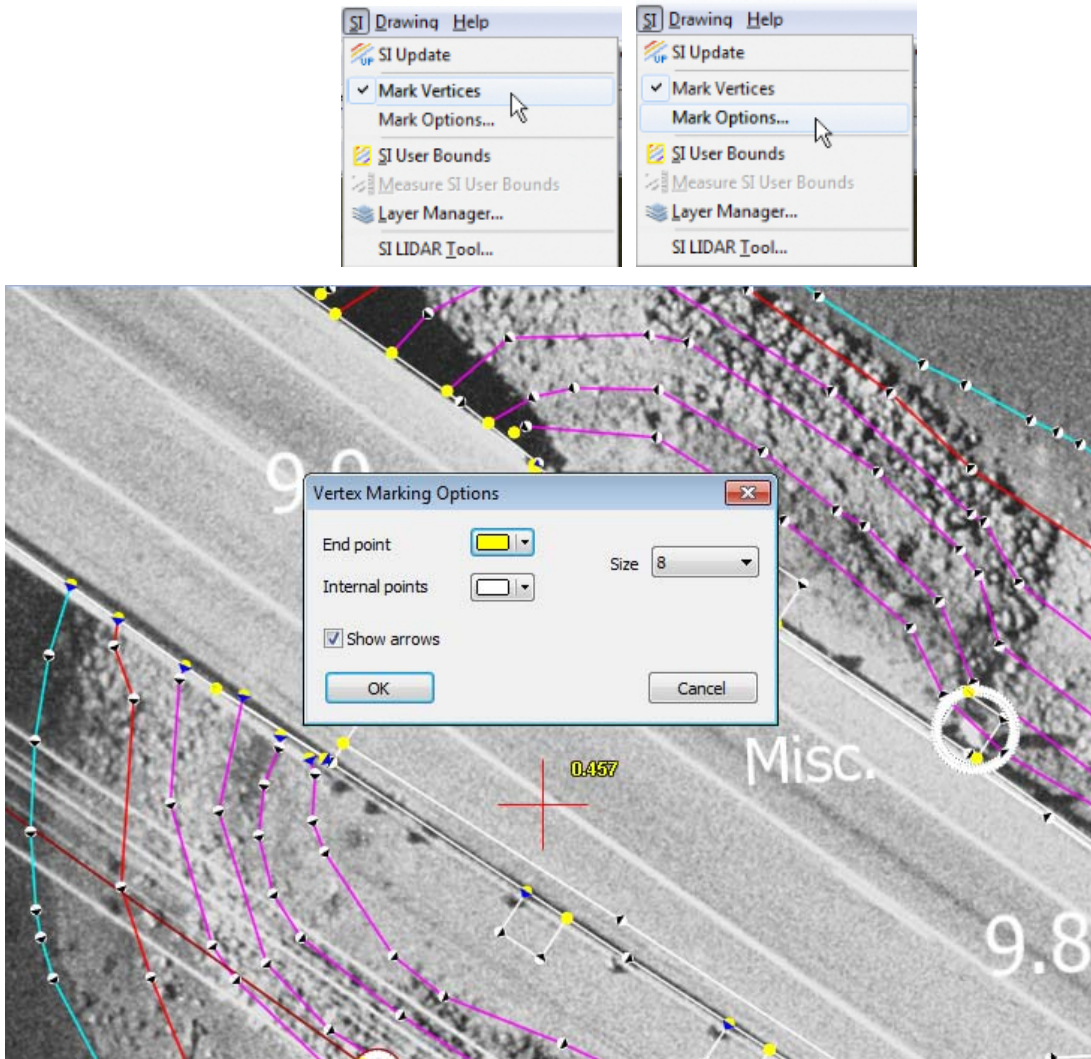 SI Drawing Help
SI Update
Mark Vertices
Mark Options...
SI User Bounds
Measure SI User Bounds
Layer Manager...
SI LIDAR Tool...
SI Drawing Help
SI Update
Mark Vertices
Mark Options...
SI User Bounds
Measure SI User Bounds
Layer Manager...
SI LIDAR Tool...
Vertex Marking Options
End point
Size 8
Internal points
Show arrows
OK Cancel
Misc.
0.457
9.8